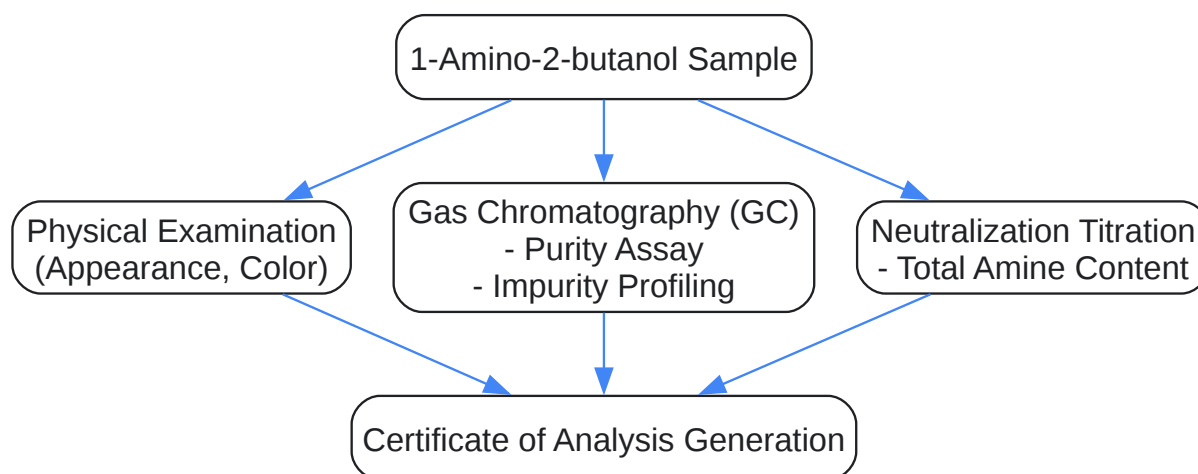 1-Amino-2-butanol Sample
Physical Examination
(Appearance, Color)
Gas Chromatography (GC)
- Purity Assay
- Impurity Profiling
Neutralization Titration
- Total Amine Content
Certificate of Analysis Generation